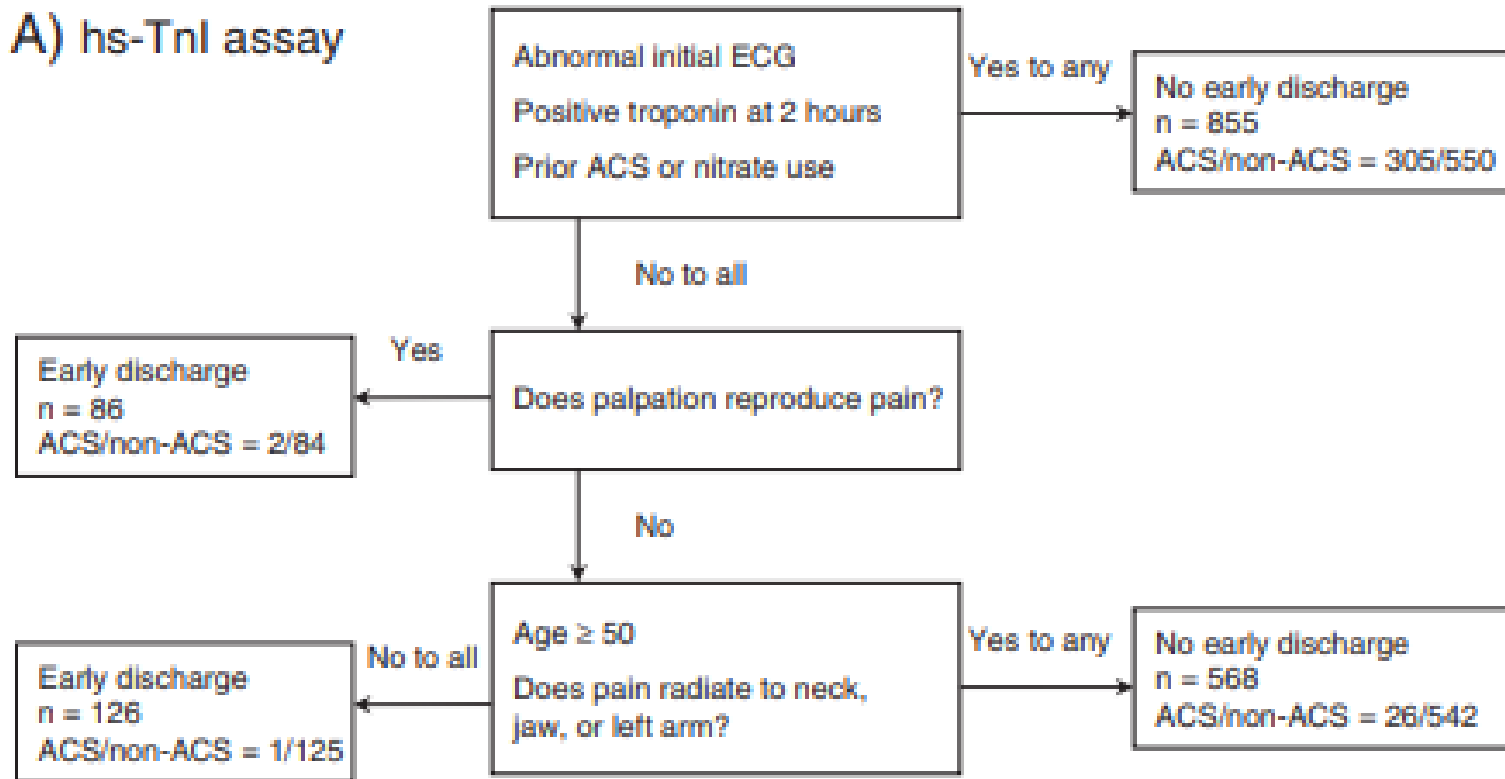 A) hs-TnI assay
Abnormal initial ECG
Positive troponin at 2 hours
Prior ACS or nitrate use
Yes to any
No early discharge
n = 855
ACS/non-ACS = 305/550
No to all
Early discharge
n = 86
ACS/non-ACS = 2/84
Yes
Does palpation reproduce pain?
No
Early discharge
n = 126
ACS/non-ACS = 1/125
No to all
Age ≥ 50
Does pain radiate to neck,
jaw, or left arm?
Yes to any
No early discharge
n = 568
ACS/non-ACS = 26/542